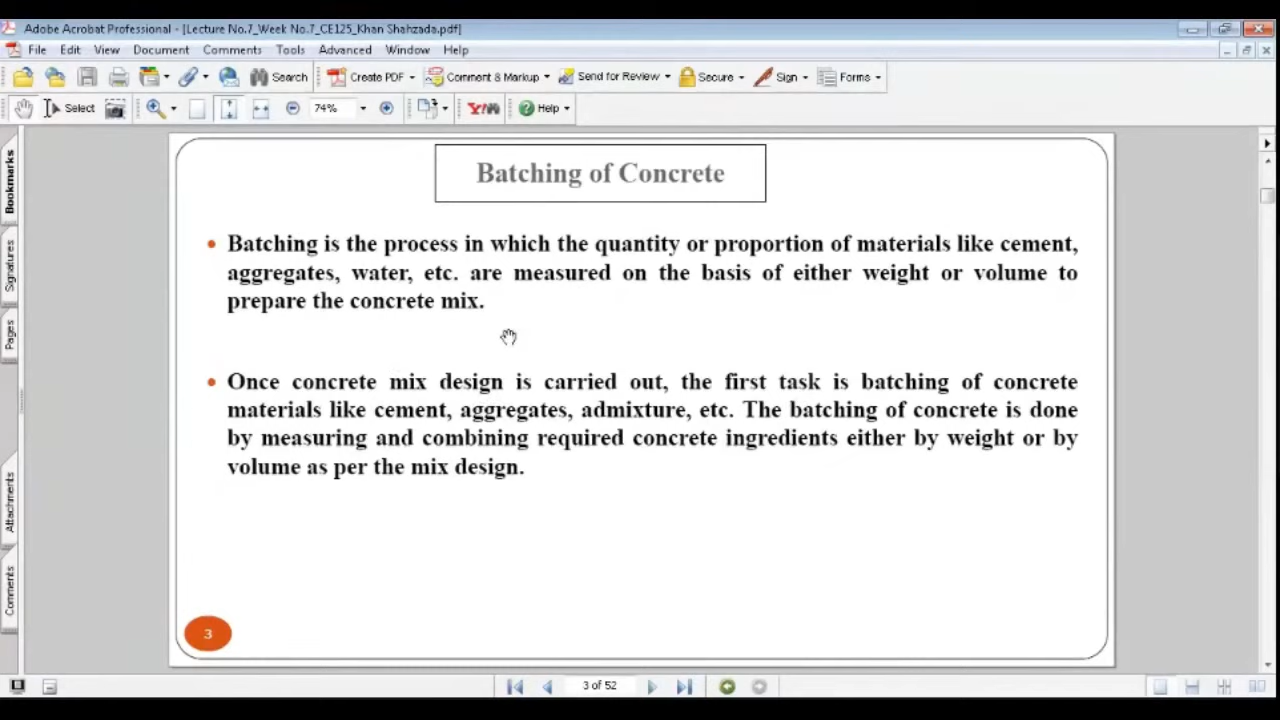 Adobe Acrobat Professional - [Lecture No.7_Week No.7_CE125_Khan Shahzada.pdf]
File Edit View Document Comments Tools Advanced Window Help
Search Create PDF Comment & Markup Send for Review Secure Sign Forms
Select 74% Y! Help
Bookmarks
Signatures
Pages
Attachments
Comments
Batching of Concrete
• Batching is the process in which the quantity or proportion of materials like cement,
aggregates, water, etc. are measured on the basis of either weight or volume to
prepare the concrete mix.
• Once concrete mix design is carried out, the first task is batching of concrete
materials like cement, aggregates, admixture, etc. The batching of concrete is done
by measuring and combining required concrete ingredients either by weight or by
volume as per the mix design.
3
3 of 52